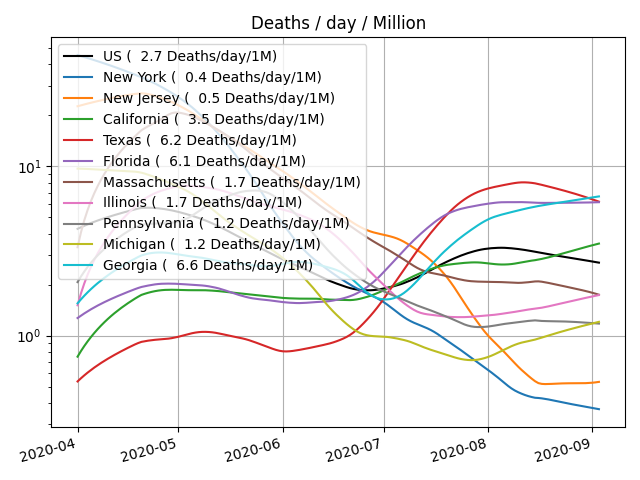 Deaths / day / Million
US (  2.7 Deaths/day/1M)
New York (  0.4 Deaths/day/1M)
New Jersey (  0.5 Deaths/day/1M)
California (  3.5 Deaths/day/1M)
Texas (  6.2 Deaths/day/1M)
Florida (  6.1 Deaths/day/1M)
Massachusetts (  1.7 Deaths/day/1M)
Illinois (  1.7 Deaths/day/1M)
Pennsylvania (  1.2 Deaths/day/1M)
Michigan (  1.2 Deaths/day/1M)
Georgia (  6.6 Deaths/day/1M)
10¹
10⁰
2020-04 2020-05 2020-06 2020-07 2020-08 2020-09